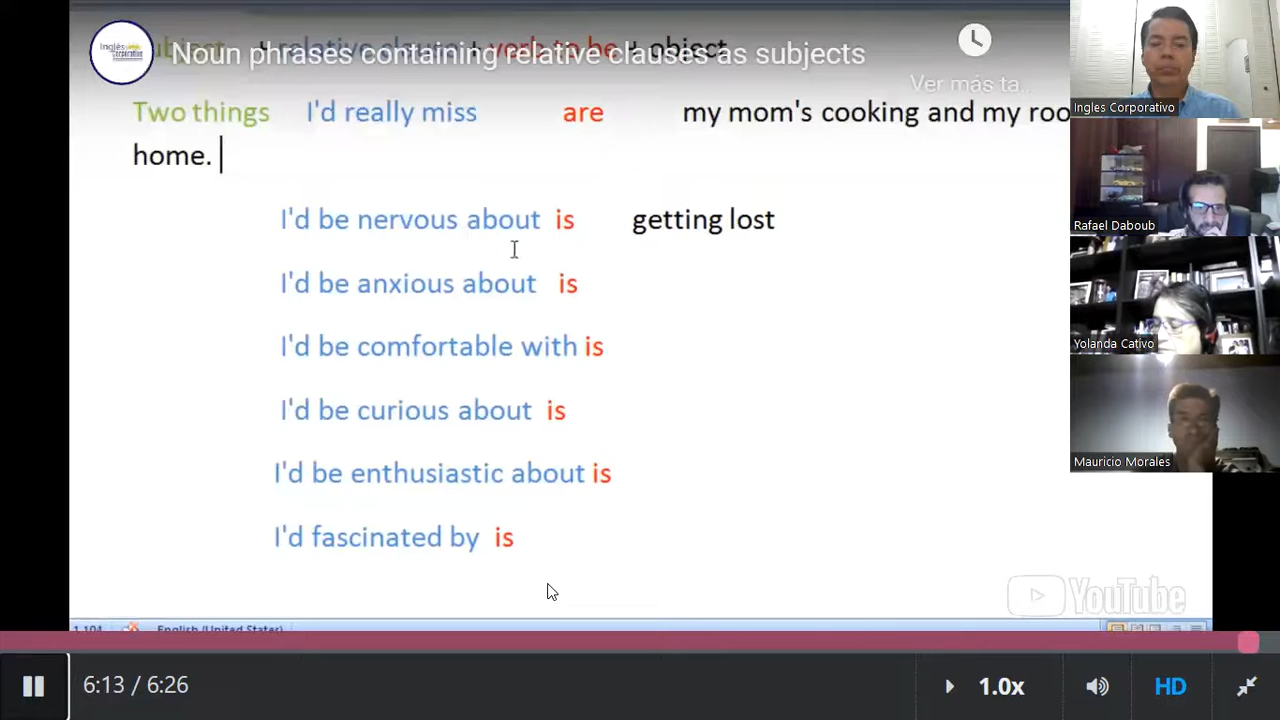 Noun phrases containing relative clauses as subjects
Ver más ta...
Two things I'd really miss are my mom's cooking and my roo
home.
I'd be nervous about is getting lost
I'd be anxious about is
I'd be comfortable with is
I'd be curious about is
I'd be enthusiastic about is
I'd fascinated by is
YouTube
English (United States)
6:13 / 6:26
1.0x
HD
Ingles Corporativo
Rafael Daboub
Yolanda Cativo
Mauricio Morales